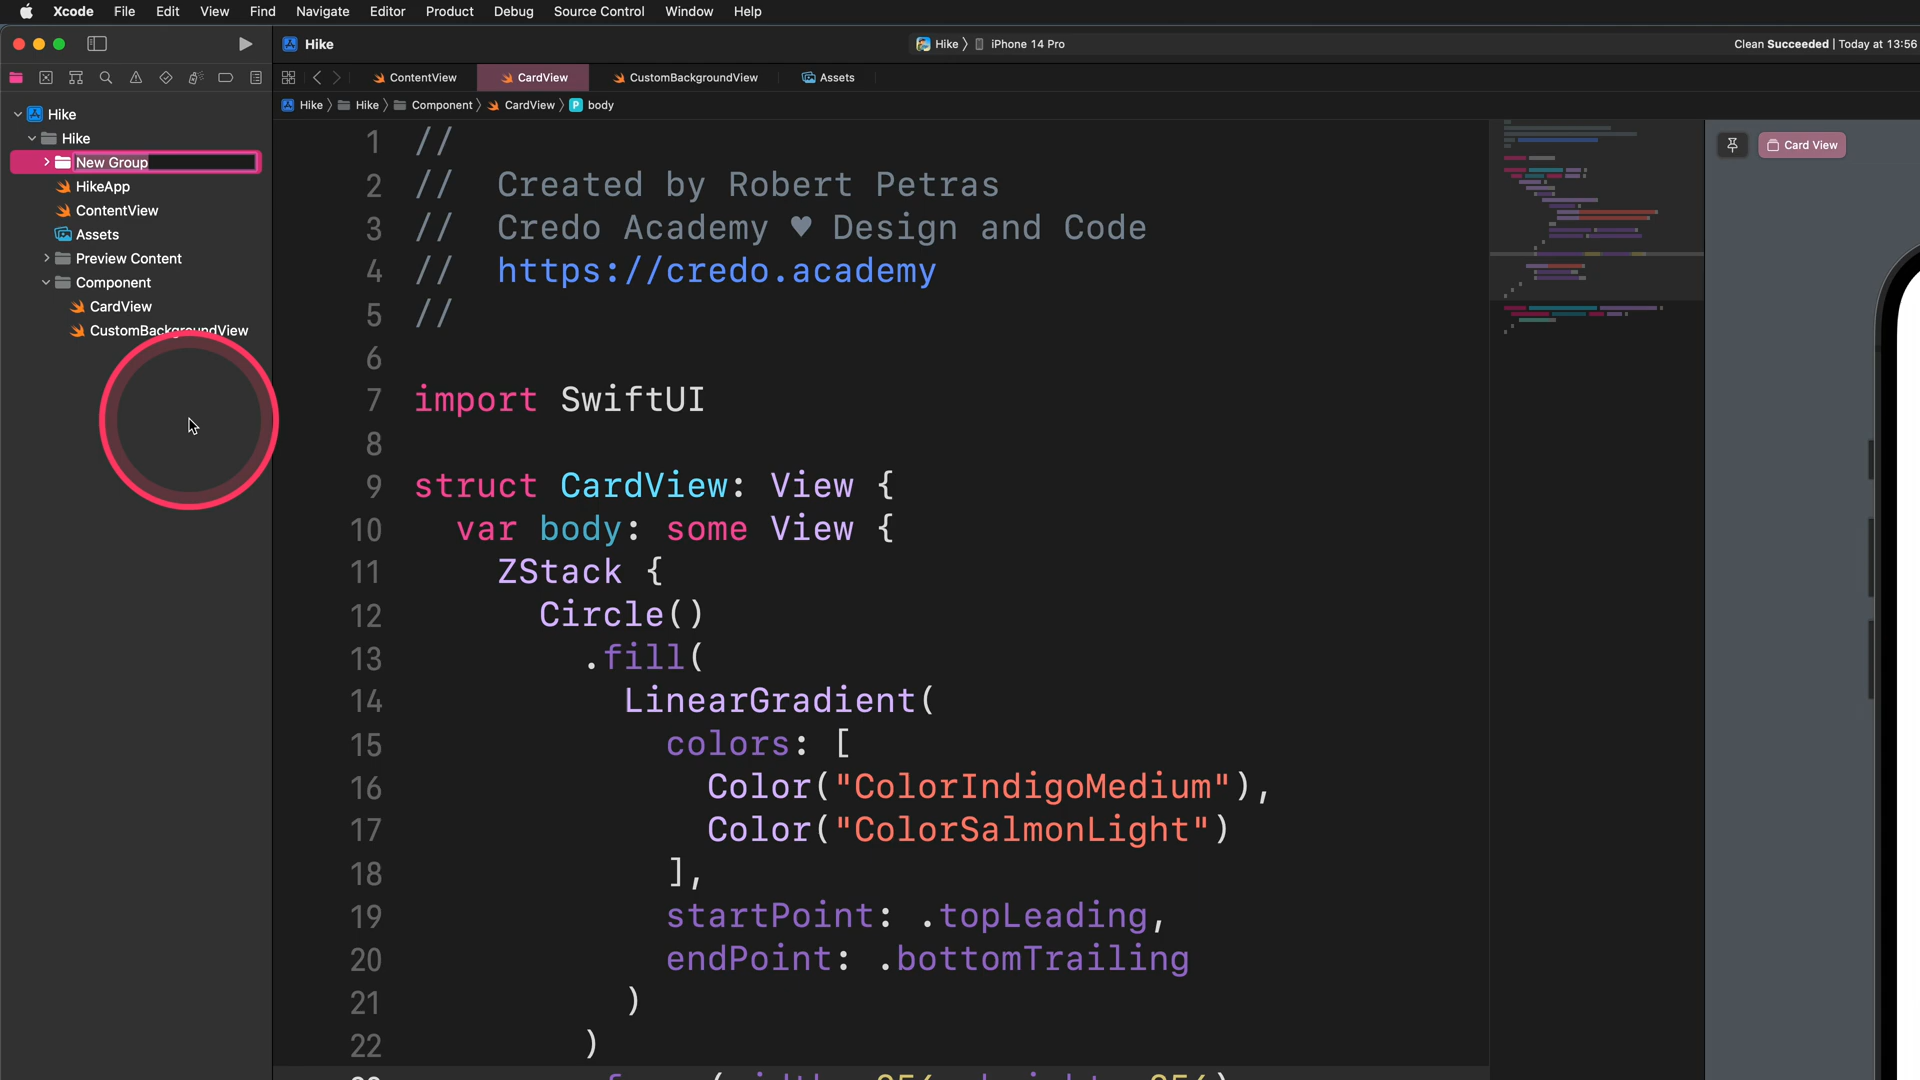 Xcode File Edit View Find Navigate Editor Product Debug Source Control Window Help
Hike
Hike 〉 iPhone 14 Pro
Clean Succeeded | Today at 13:56
ContentView CardView CustomBackgroundView Assets
Hike 〉 Hike 〉 Component 〉 CardView 〉 P body
Hike
Hike
New Group
HikeApp
ContentView
Assets
Preview Content
Component
CardView
CustomBackgroundView
1 //
2 // Created by Robert Petras
3 // Credo Academy ♥ Design and Code
4 // https://credo.academy
5 //
6
7 import SwiftUI
8
9 struct CardView: View {
10 var body: some View {
11 ZStack {
12 Circle()
13 .fill(
14 LinearGradient(
15 colors: [
16 Color("ColorIndigoMedium"),
17 Color("ColorSalmonLight")
18 ],
19 startPoint: .topLeading,
20 endPoint: .bottomTrailing
21 )
22 )
Card View